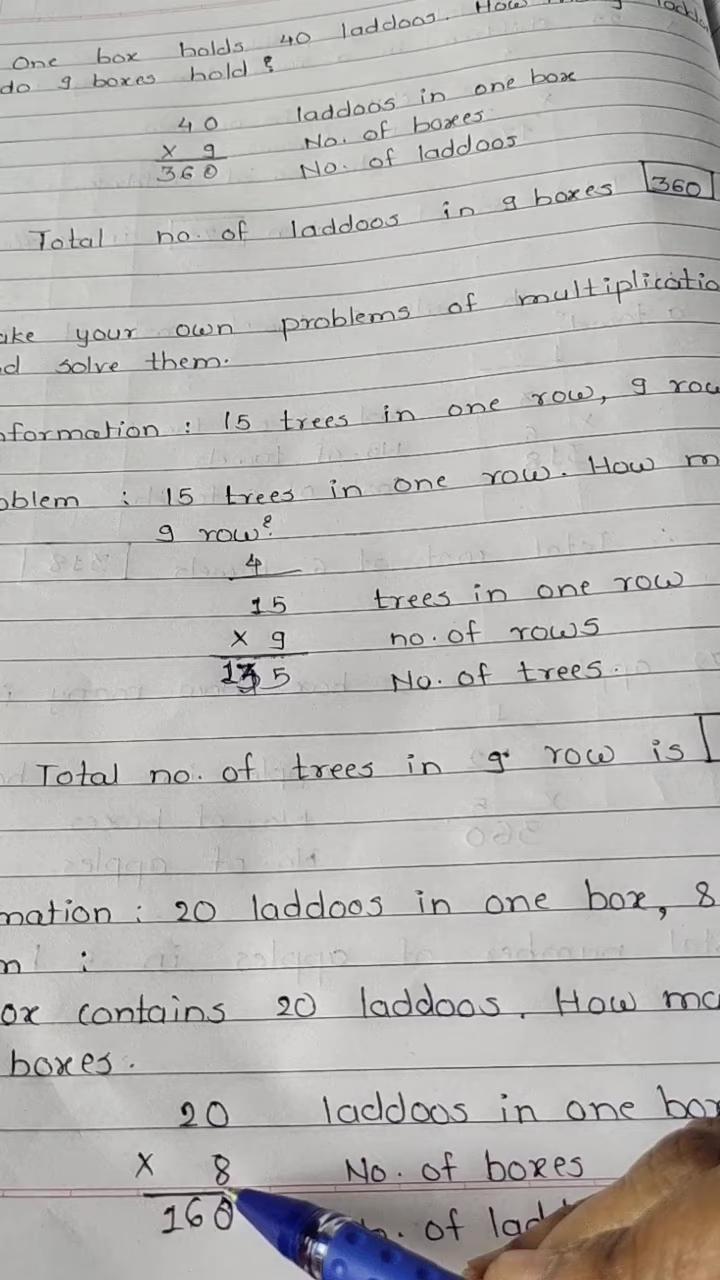 One box holds 40 laddoos. How
do 9 boxes hold?
40 laddoos in one box
x 9 No. of boxes
360 No. of laddoos
Total no. of laddoos in 9 boxes 360
ake your own problems of multiplicatio
d solve them.
formation : 15 trees in one row, 9 row
oblem : 15 trees in one row. How m
9 row?
4
15 trees in one row
x 9 no. of rows
135 No. of trees.
Total no. of trees in 9 row is
mation : 20 laddoos in one box, 8
m :
ox contains 20 laddoos. How ma
boxes.
20 laddoos in one box
x 8 No. of boxes
160 . of lad